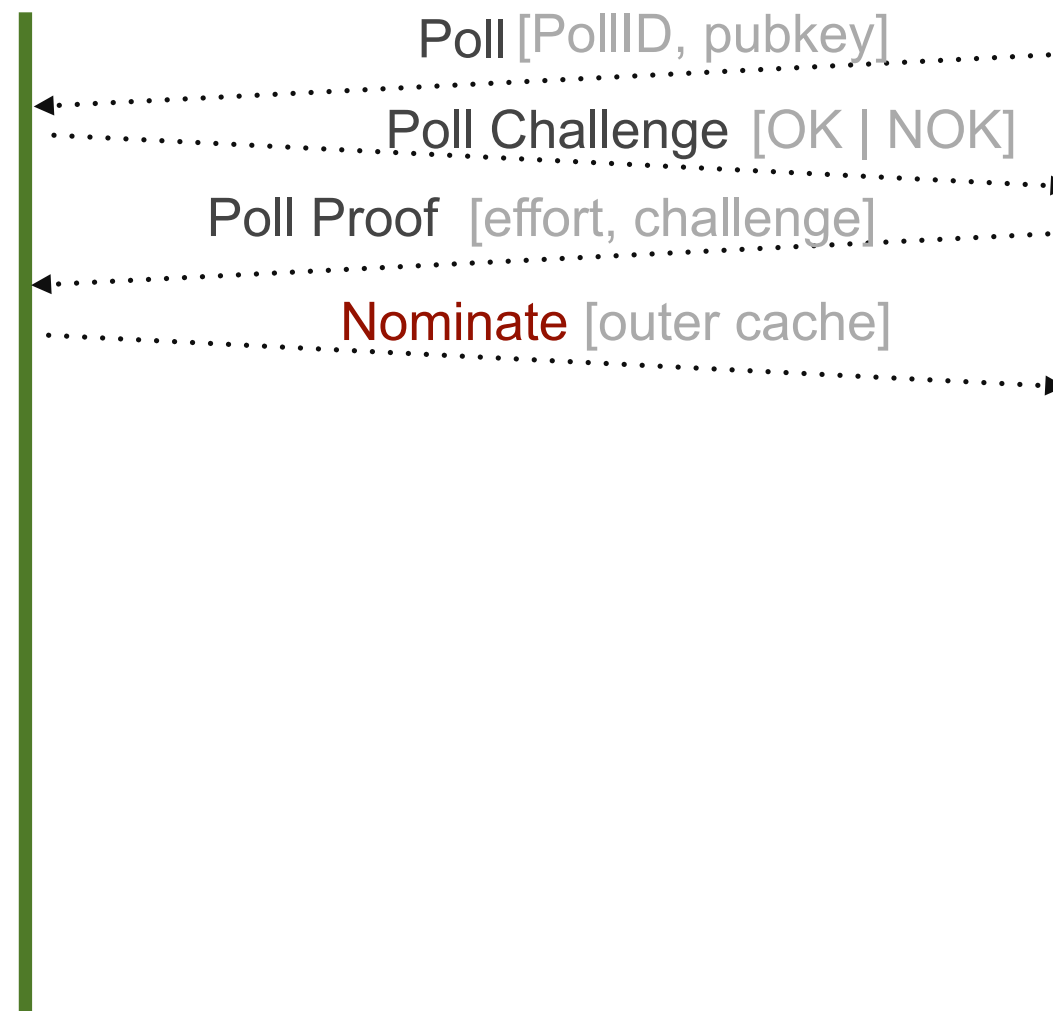 Poll [PollID, pubkey]
Poll Challenge [OK | NOK]
Poll Proof [effort, challenge]
Nominate [outer cache]